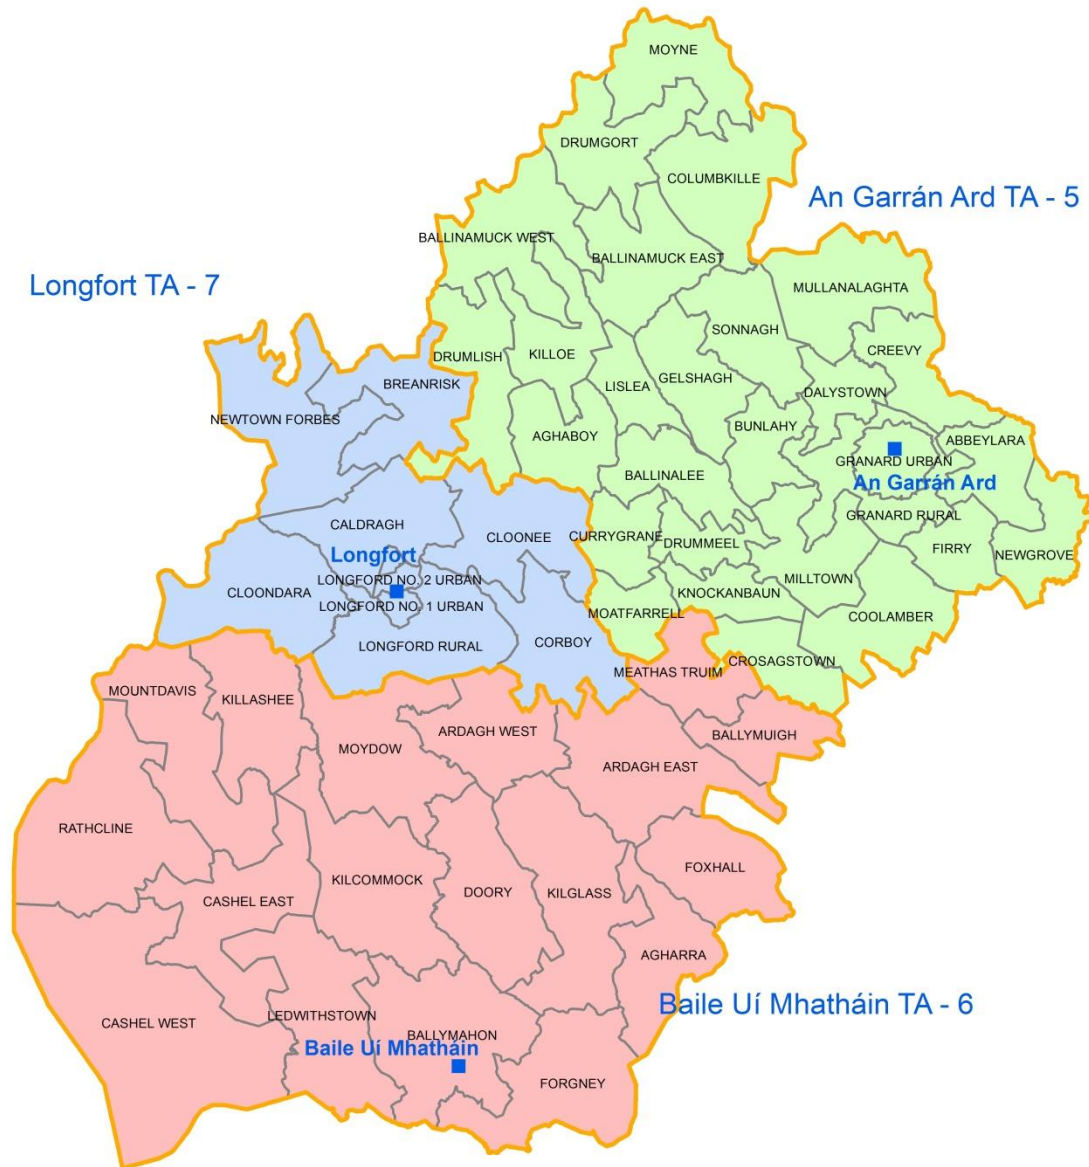 MOYNE
DRUMGORT
COLUMBKILLE
An Garrán Ard TA - 5
BALLINAMUCK WEST
BALLINAMUCK EAST
Longfort TA - 7
MULLANALAGHTA
SONNAGH
CREEVY
DRUMLISH
KILLOE
BREANRISK
LISLEA
GELSHAGH
DALYSTOWN
NEWTOWN FORBES
BUNLAHY
AGHABOY
ABBEYLARA
GRANARD URBAN
BALLINALEE
An Garrán Ard
GRANARD RURAL
CALDRAGH
CLOONEE
CURRYGRANE
DRUMMEEL
FIRRY
NEWGROVE
Longfort
CLOONDARA
LONGFORD NO. 2 URBAN
MILLTOWN
KNOCKANBAUN
LONGFORD NO. 1 URBAN
MOATFARRELL
COOLAMBER
LONGFORD RURAL
CORBOY
CROSAGSTOWN
MEATHAS TRUIM
MOUNTDAVIS
KILLASHEE
ARDAGH WEST
BALLYMUIGH
MOYDOW
ARDAGH EAST
RATHCLINE
FOXHALL
KILCOMMOCK
DOORY
KILGLASS
CASHEL EAST
AGHARRA
Baile Uí Mhatháin TA - 6
LEDWITHSTOWN
CASHEL WEST
BALLYMAHON
Baile Uí Mhatháin
FORGNEY